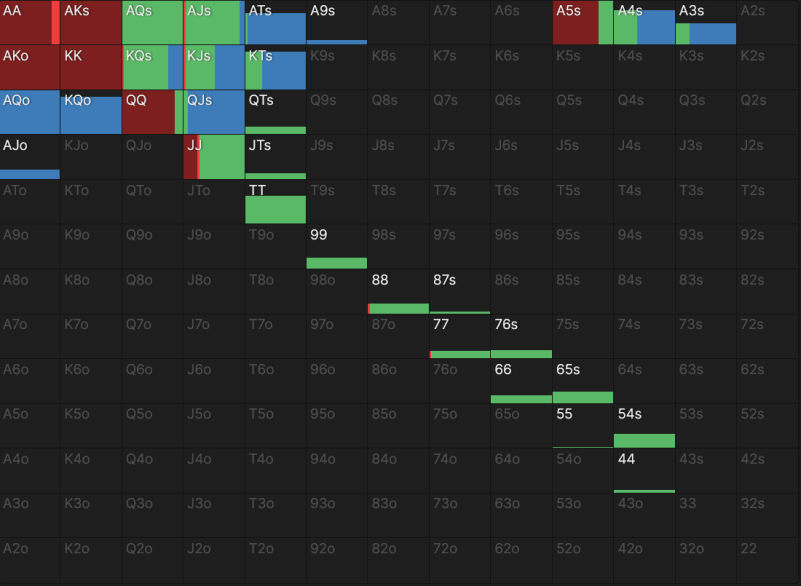 AA AKs AQs AJs ATs A9s A8s A7s A6s A5s A4s A3s A2s
AKo KK KQs KJs KTs K9s K8s K7s K6s K5s K4s K3s K2s
AQo KQo QQ QJs QTs Q9s Q8s Q7s Q6s Q5s Q4s Q3s Q2s
AJo KJo QJo JJ JTs J9s J8s J7s J6s J5s J4s J3s J2s
ATo KTo QTo JTo TT T9s T8s T7s T6s T5s T4s T3s T2s
A9o K9o Q9o J9o T9o 99 98s 97s 96s 95s 94s 93s 92s
A8o K8o Q8o J8o T8o 98o 88 87s 86s 85s 84s 83s 82s
A7o K7o Q7o J7o T7o 97o 87o 77 76s 75s 74s 73s 72s
A6o K6o Q6o J6o T6o 96o 86o 76o 66 65s 64s 63s 62s
A5o K5o Q5o J5o T5o 95o 85o 75o 65o 55 54s 53s 52s
A4o K4o Q4o J4o T4o 94o 84o 74o 64o 54o 44 43s 42s
A3o K3o Q3o J3o T3o 93o 83o 73o 63o 53o 43o 33 32s
A2o K2o Q2o J2o T2o 92o 82o 72o 62o 52o 42o 32o 22